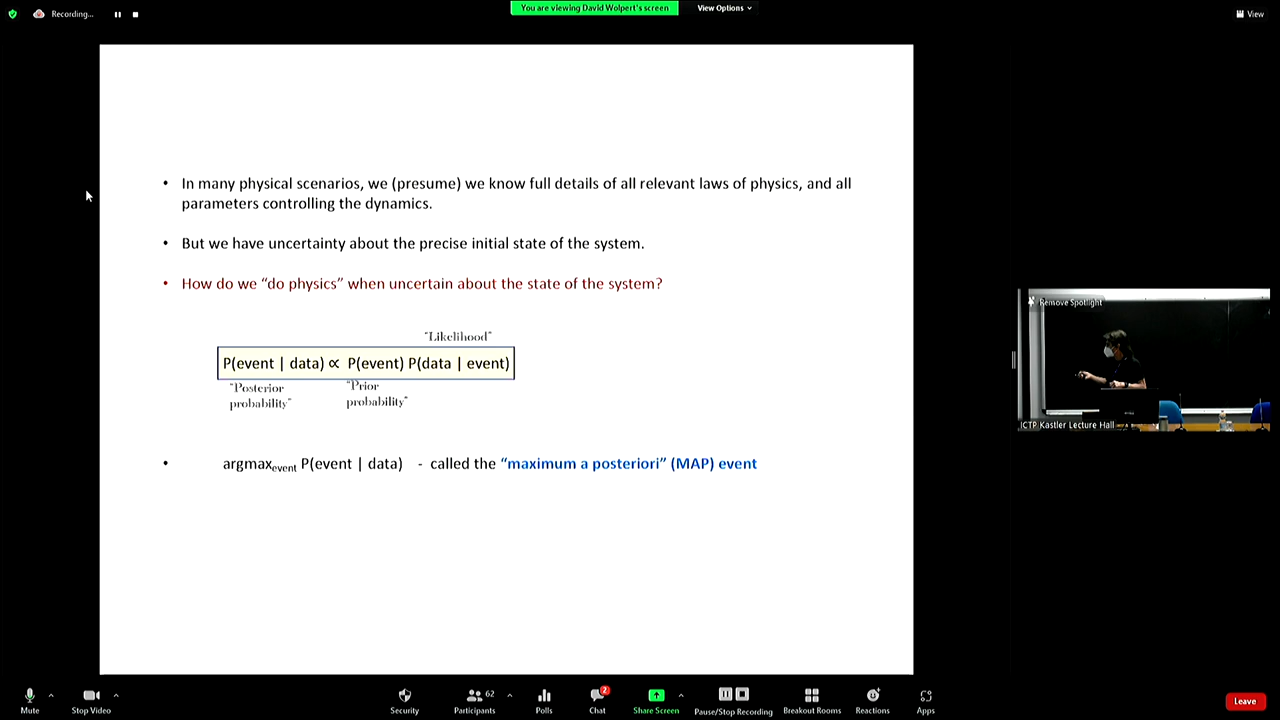 Recording...
You are viewing David Wolpert's screen
View Options
View
• In many physical scenarios, we (presume) we know full details of all relevant laws of physics, and all
parameters controlling the dynamics.
• But we have uncertainty about the precise initial state of the system.
• How do we “do physics” when uncertain about the state of the system?
“Likelihood”
P(event | data) ∝ P(event) P(data | event)
“Posterior probability”
“Prior probability”
• argmaxevent P(event | data) - called the “maximum a posteriori” (MAP) event
Remove Spotlight
ICTP Kastler Lecture Hall
Mute
Stop Video
Security
Participants 62
Polls
Chat 2
Share Screen
Pause/Stop Recording
Breakout Rooms
Reactions
Apps
Leave